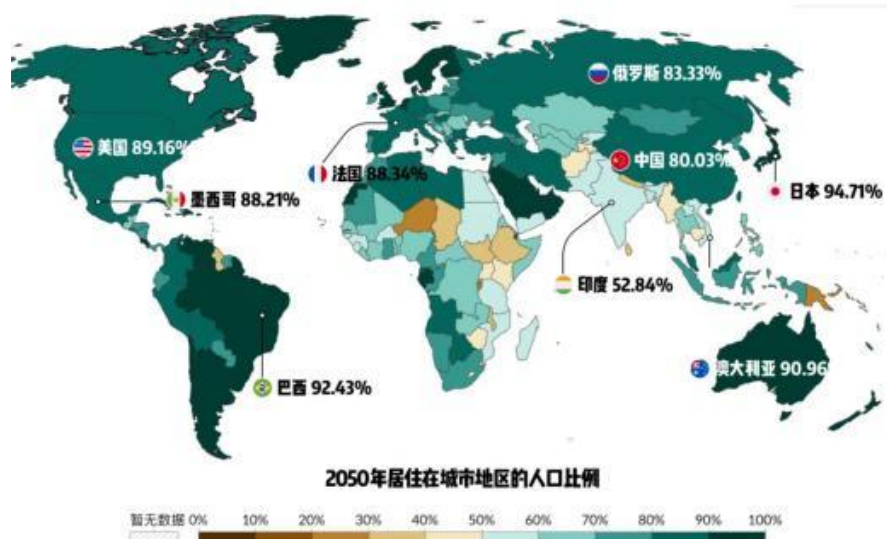 俄罗斯 83.33%
美国 89.16%
法国 88.34%
中国 80.03%
墨西哥 88.21%
日本 94.71%
印度 52.84%
澳大利亚 90.96
巴西 92.43%
2050年居住在城市地区的人口比例
暂无数据 0% 10% 20% 30% 40% 50% 60% 70% 80% 90% 100%